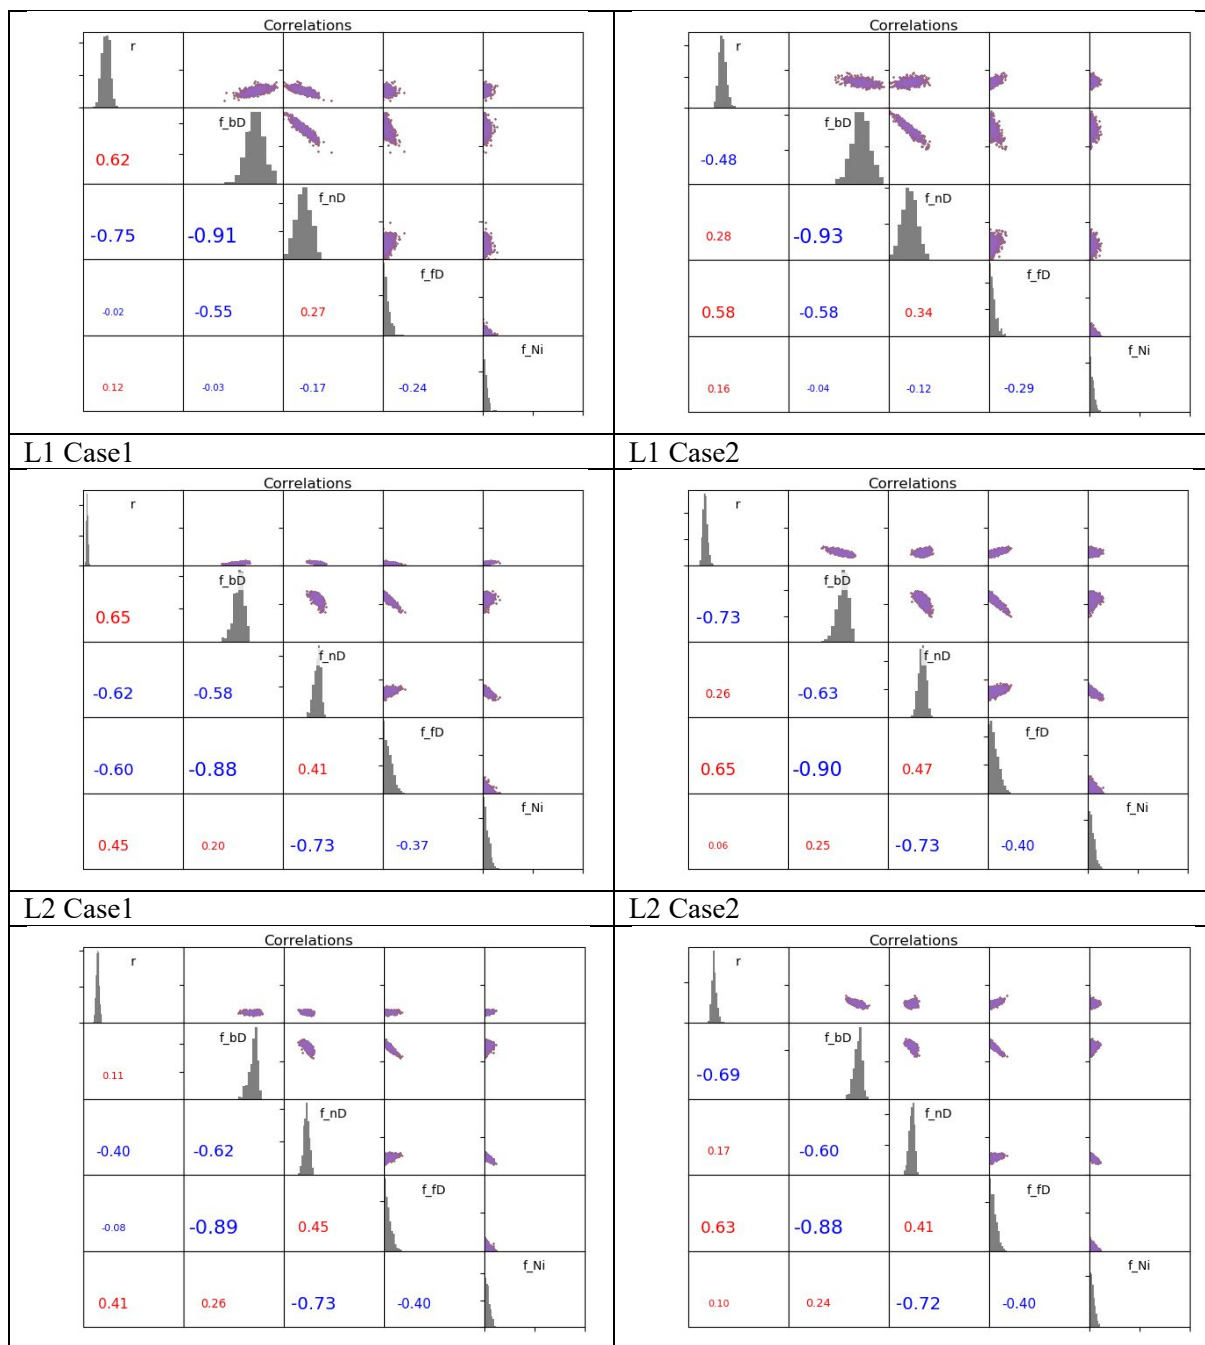 Correlations
r
f_bD
0.62
f_nD
-0.75 -0.91
f_fD
-0.02 -0.55 0.27
f_Ni
0.12 -0.03 -0.17 -0.24
Correlations
r
f_bD
-0.48
f_nD
0.28 -0.93
f_fD
0.58 -0.58 0.34
f_Ni
0.16 -0.04 -0.12 -0.29
L1 Case1
L1 Case2
Correlations
r
f_bD
0.65
f_nD
-0.62 -0.58
f_fD
-0.60 -0.88 0.41
f_Ni
0.45 0.20 -0.73 -0.37
Correlations
r
f_bD
-0.73
f_nD
0.26 -0.63
f_fD
0.65 -0.90 0.47
f_Ni
0.06 0.25 -0.73 -0.40
L2 Case1
L2 Case2
Correlations
r
f_bD
0.11
f_nD
-0.40 -0.62
f_fD
-0.08 -0.89 0.45
f_Ni
0.41 0.26 -0.73 -0.40
Correlations
r
f_bD
-0.69
f_nD
0.17 -0.60
f_fD
0.63 -0.88 0.41
f_Ni
0.10 0.24 -0.72 -0.40